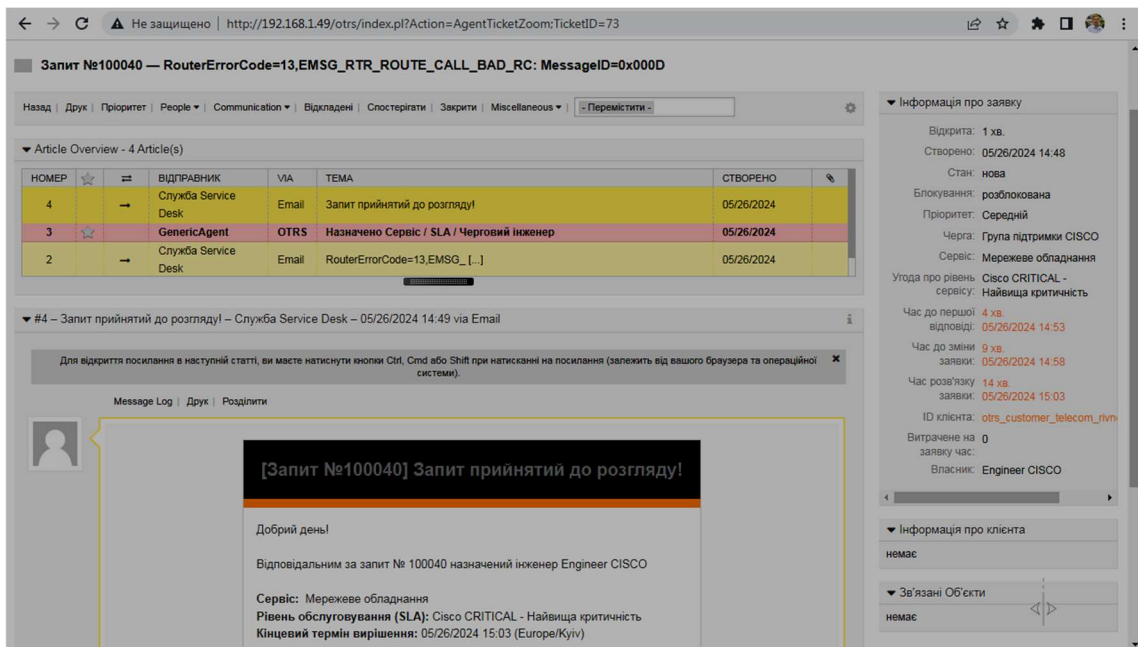 Не защищено | http://192.168.1.49/otrs/index.pl?Action=AgentTicketZoom;TicketID=73
Запит №100040 — RouterErrorCode=13,EMSG_RTR_ROUTE_CALL_BAD_RC: MessageID=0x000D
Назад | Друк | Пріоритет | People | Communication | Відкладені | Спостерігати | Закрити | Miscellaneous | - Перемістити -
Article Overview - 4 Article(s)
НОМЕР ВІДПРАВНИК VIA ТЕМА СТВОРЕНО
4 Служба Service Desk Email Запит прийнятий до розгляду! 05/26/2024
3 GenericAgent OTRS Назначено Сервіс / SLA / Черговий інженер 05/26/2024
2 Служба Service Desk Email RouterErrorCode=13,EMSG_ [...] 05/26/2024
#4 – Запит прийнятий до розгляду! – Служба Service Desk – 05/26/2024 14:49 via Email
Для відкриття посилання в наступній статті, ви маєте натиснути кнопки Ctrl, Cmd або Shift при натисканні на посилання (залежить від вашого браузера та операційної
системи).
Message Log | Друк | Розділити
[Запит №100040] Запит прийнятий до розгляду!
Добрий день!
Відповідальним за запит № 100040 назначений інженер Engineer CISCO
Сервіс: Мережеве обладнання
Рівень обслуговування (SLA): Cisco CRITICAL - Найвища критичність
Кінцевий термін вирішення: 05/26/2024 15:03 (Europe/Kyiv)
Інформація про заявку
Відкрита: 1 хв.
Створено: 05/26/2024 14:48
Стан: нова
Блокування: розблокована
Пріоритет: Середній
Черга: Група підтримки CISCO
Сервіс: Мережеве обладнання
Угода про рівень сервісу: Cisco CRITICAL - Найвища критичність
Час до першої відповіді: 4 хв. 05/26/2024 14:53
Час до зміни заявки: 9 хв. 05/26/2024 14:58
Час розв'язку заявки: 14 хв. 05/26/2024 15:03
ID клієнта: otrs_customer_telecom_rivn
Витрачене на заявку час: 0
Власник: Engineer CISCO
Інформація про клієнта
немає
Зв'язані Об'єкти
немає